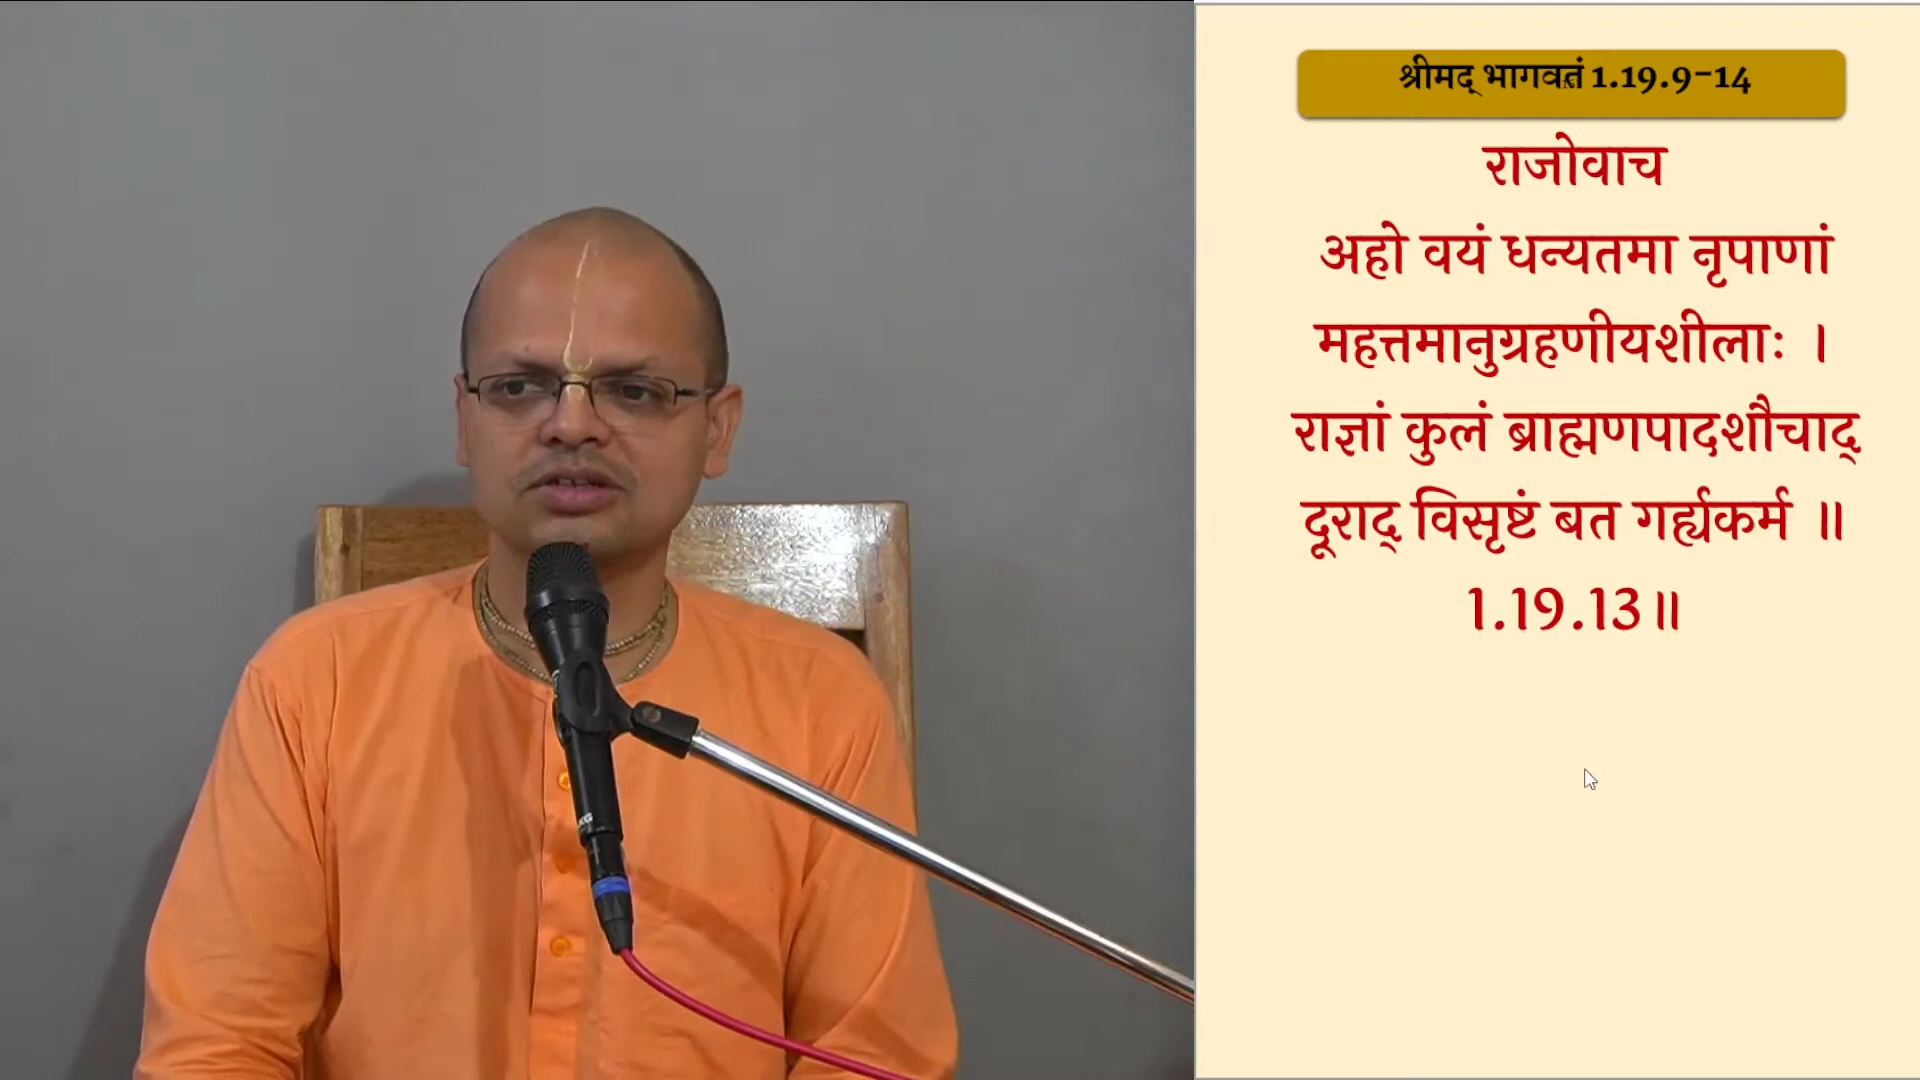 श्रीमद् भागवतं 1.19.9-14
राजोवाच
अहो वयं धन्यतमा नृपाणां
महत्तमानुग्रहणीयशीलाः ।
राज्ञां कुलं ब्राह्मणपादशौचाद्
दूराद् विसृष्टं बत गर्ह्यकर्म ॥
1.19.13॥